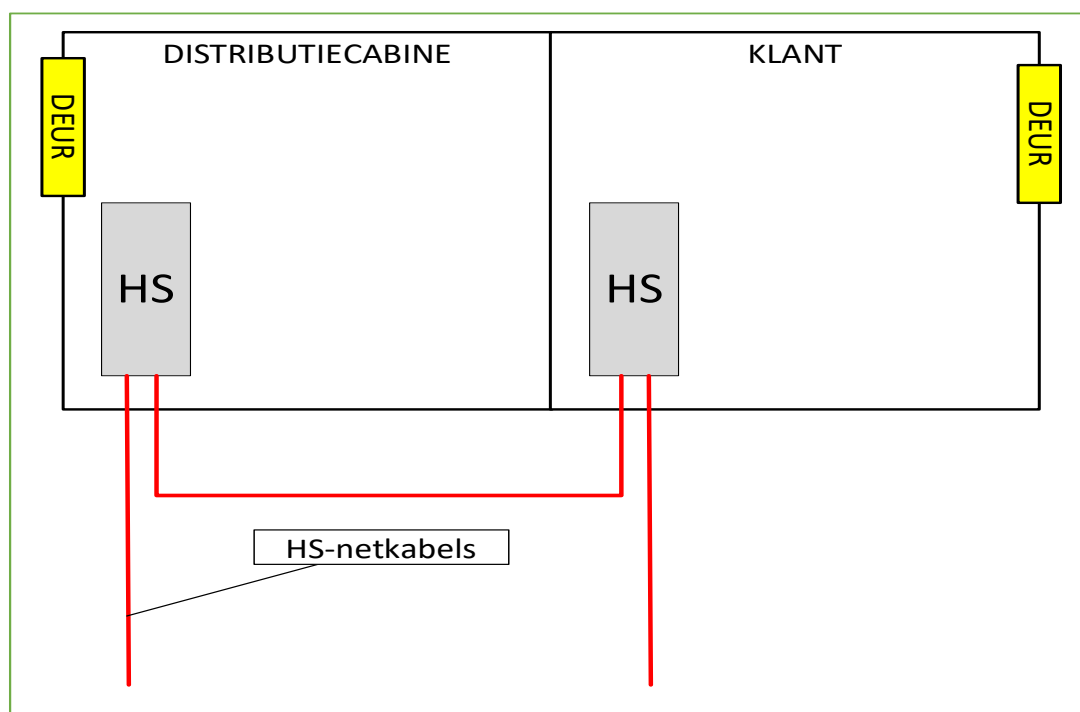 DISTRIBUTIECABINE
KLANT
DEUR
DEUR
HS
HS
HS-netkabels